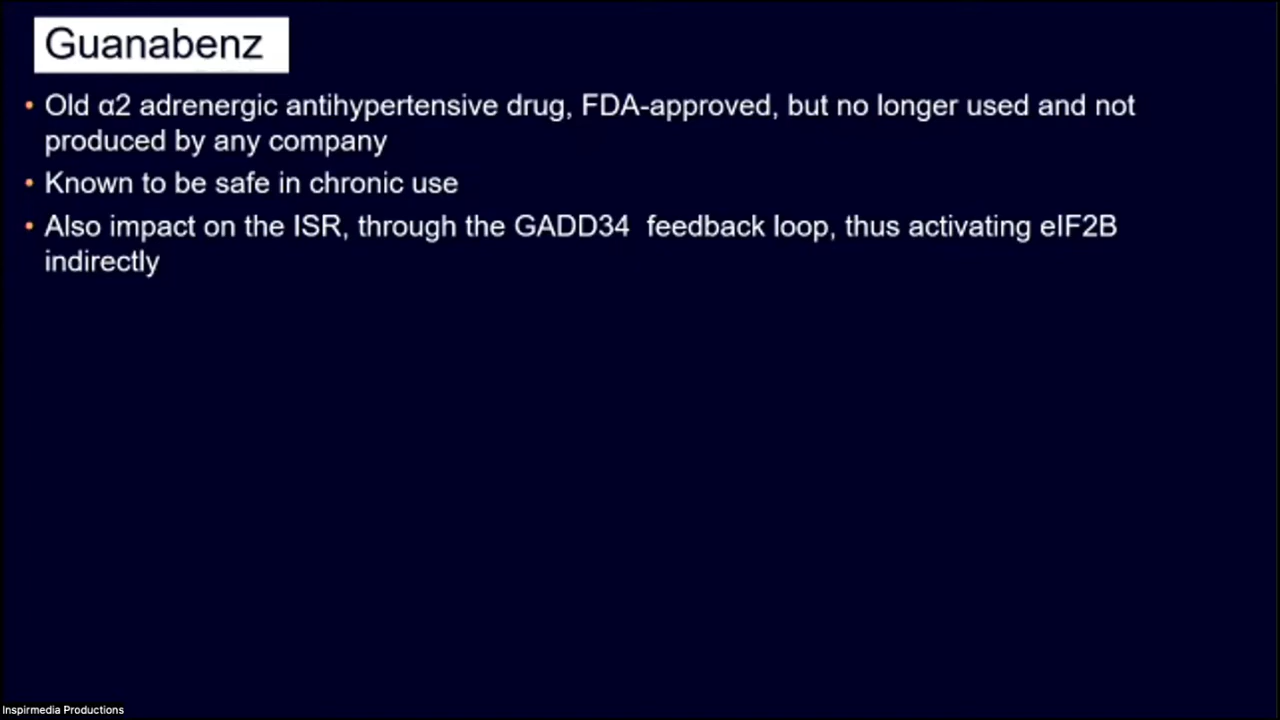 Guanabenz
• Old α2 adrenergic antihypertensive drug, FDA-approved, but no longer used and not
produced by any company
• Known to be safe in chronic use
• Also impact on the ISR, through the GADD34  feedback loop, thus activating eIF2B
indirectly
Inspirmedia Productions